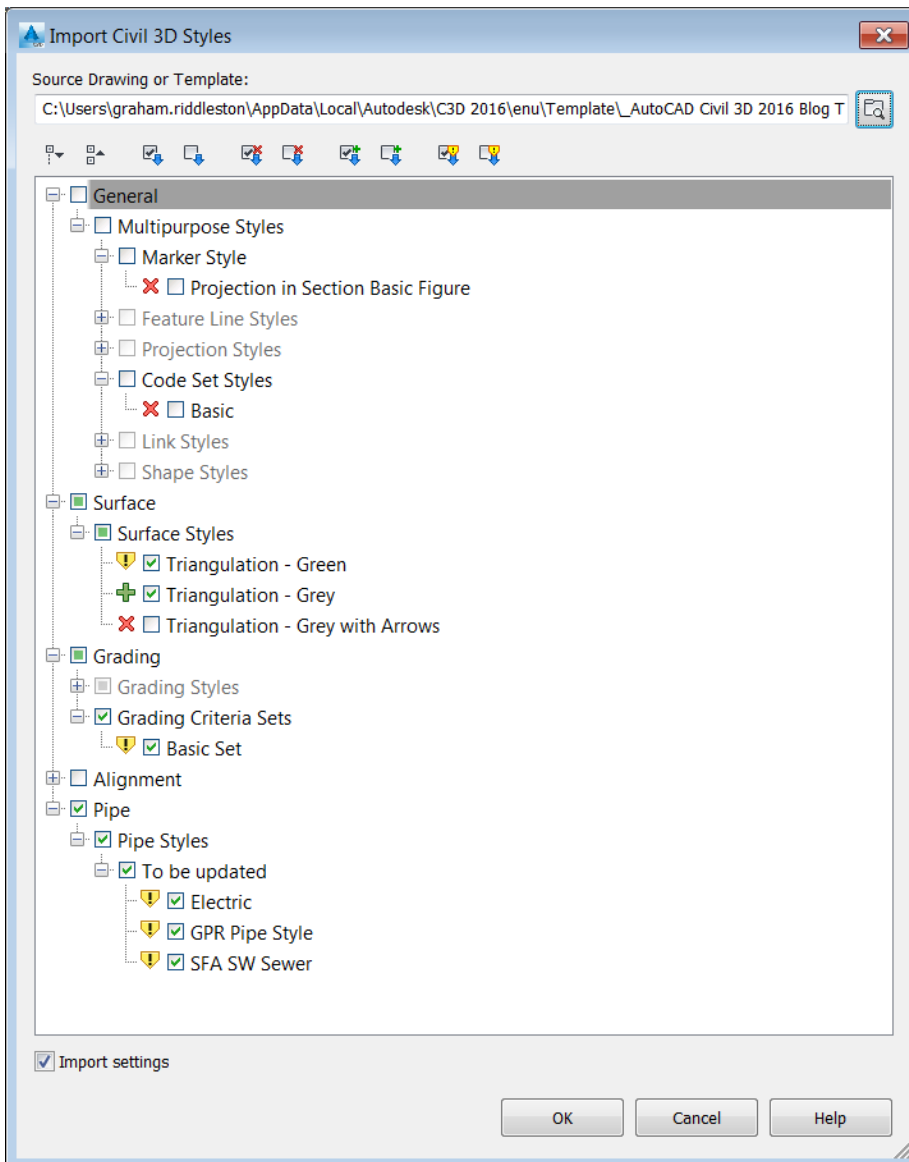 Import Civil 3D Styles
Source Drawing or Template:
C:\Users\graham.riddleston\AppData\Local\Autodesk\C3D 2016\enu\Template\_AutoCAD Civil 3D 2016 Blog T
General
Multipurpose Styles
Marker Style
Projection in Section Basic Figure
Feature Line Styles
Projection Styles
Code Set Styles
Basic
Link Styles
Shape Styles
Surface
Surface Styles
Triangulation - Green
Triangulation - Grey
Triangulation - Grey with Arrows
Grading
Grading Styles
Grading Criteria Sets
Basic Set
Alignment
Pipe
Pipe Styles
To be updated
Electric
GPR Pipe Style
SFA SW Sewer
Import settings
OK Cancel Help